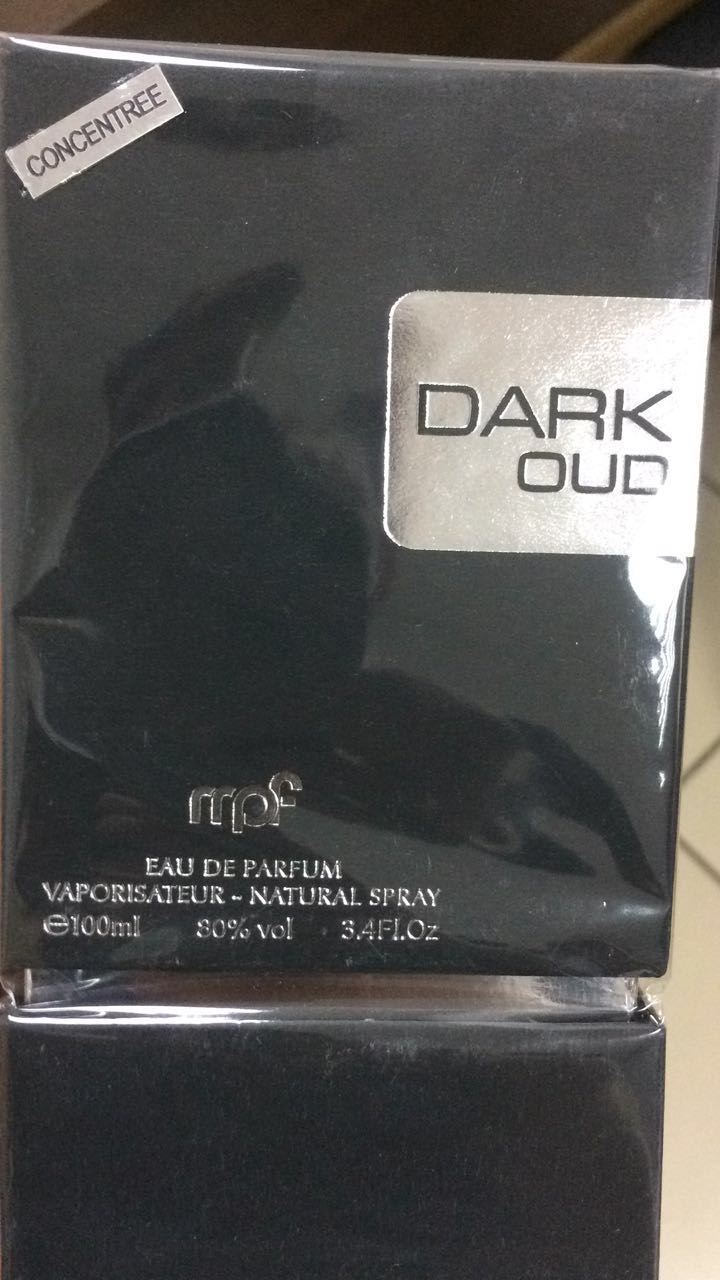 CONCENTREE
DARK
OUD
mpf
EAU DE PARFUM
VAPORISATEUR - NATURAL SPRAY
℮100ml 80% vol 3.4Fl.Oz